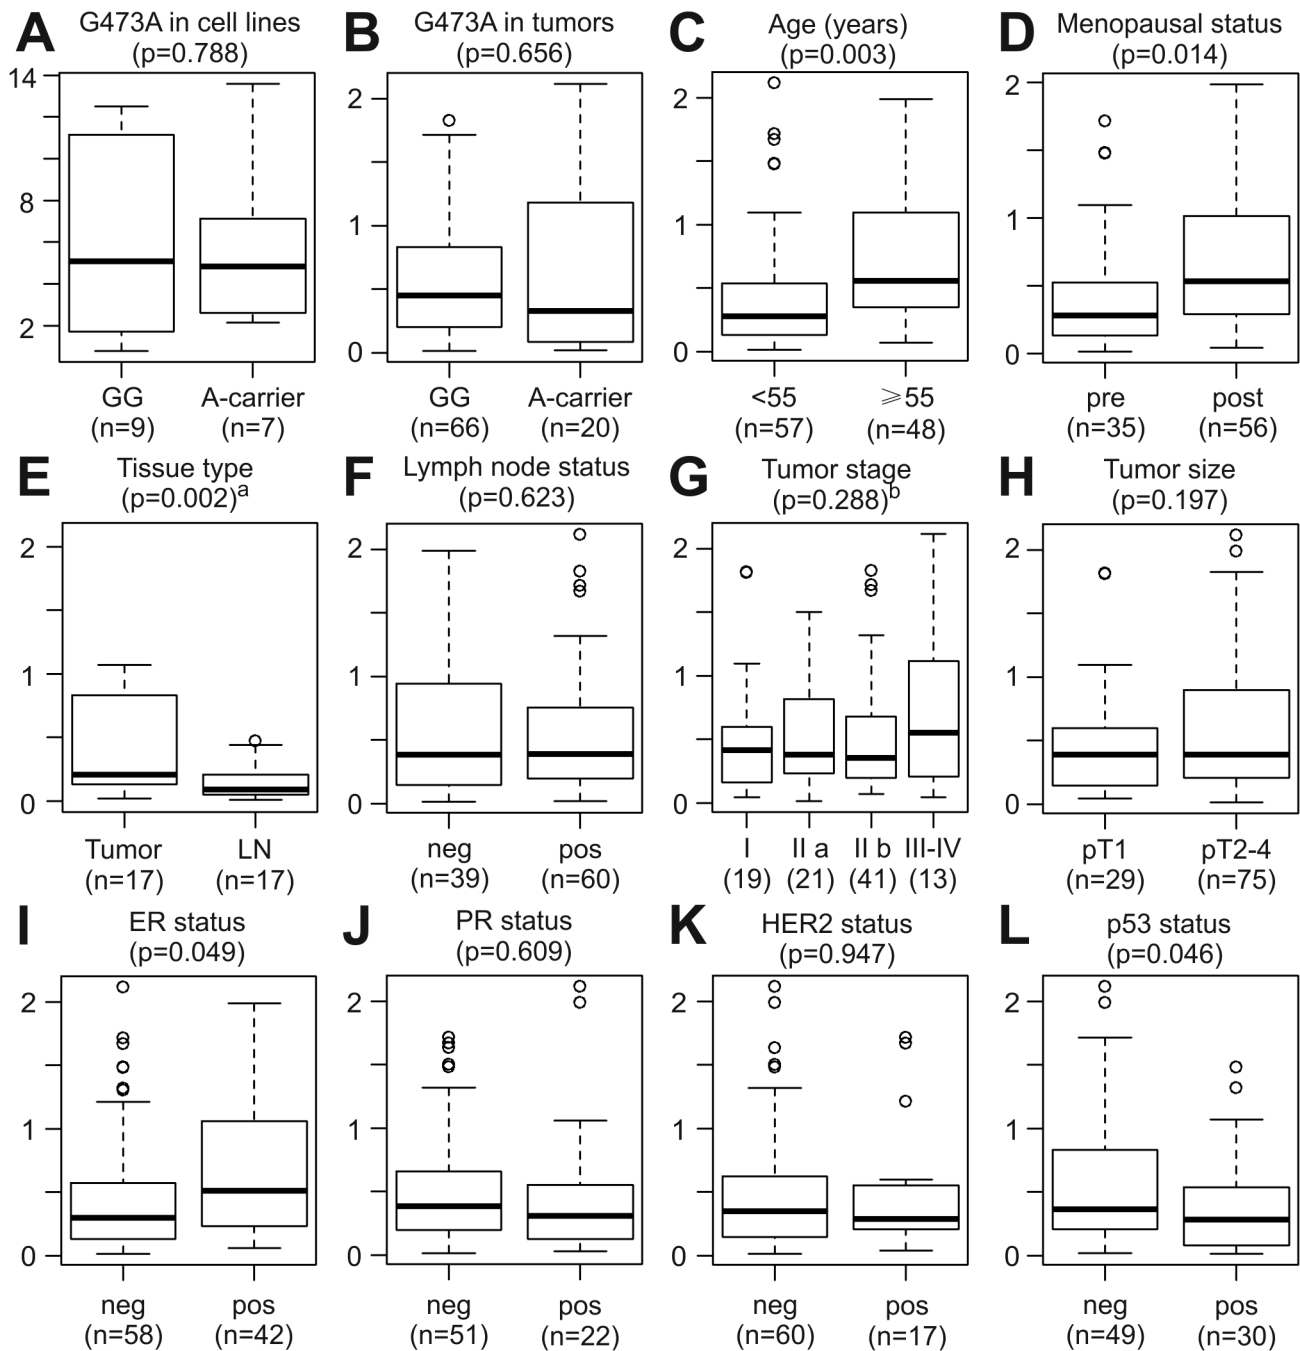 A G473A in cell lines
(p=0.788)
14
8
2
GG A-carrier
(n=9) (n=7)
B G473A in tumors
(p=0.656)
2
1
0
GG A-carrier
(n=66) (n=20)
C Age (years)
(p=0.003)
2
1
0
<55 ⩾55
(n=57) (n=48)
D Menopausal status
(p=0.014)
2
1
0
pre post
(n=35) (n=56)
E Tissue type
(p=0.002)a
2
1
0
Tumor LN
(n=17) (n=17)
F Lymph node status
(p=0.623)
2
1
0
neg pos
(n=39) (n=60)
G Tumor stage
(p=0.288)b
2
1
0
I II a II b III-IV
(19) (21) (41) (13)
H Tumor size
(p=0.197)
2
1
0
pT1 pT2-4
(n=29) (n=75)
I ER status
(p=0.049)
2
1
0
neg pos
(n=58) (n=42)
J PR status
(p=0.609)
2
1
0
neg pos
(n=51) (n=22)
K HER2 status
(p=0.947)
2
1
0
neg pos
(n=60) (n=17)
L p53 status
(p=0.046)
2
1
0
neg pos
(n=49) (n=30)